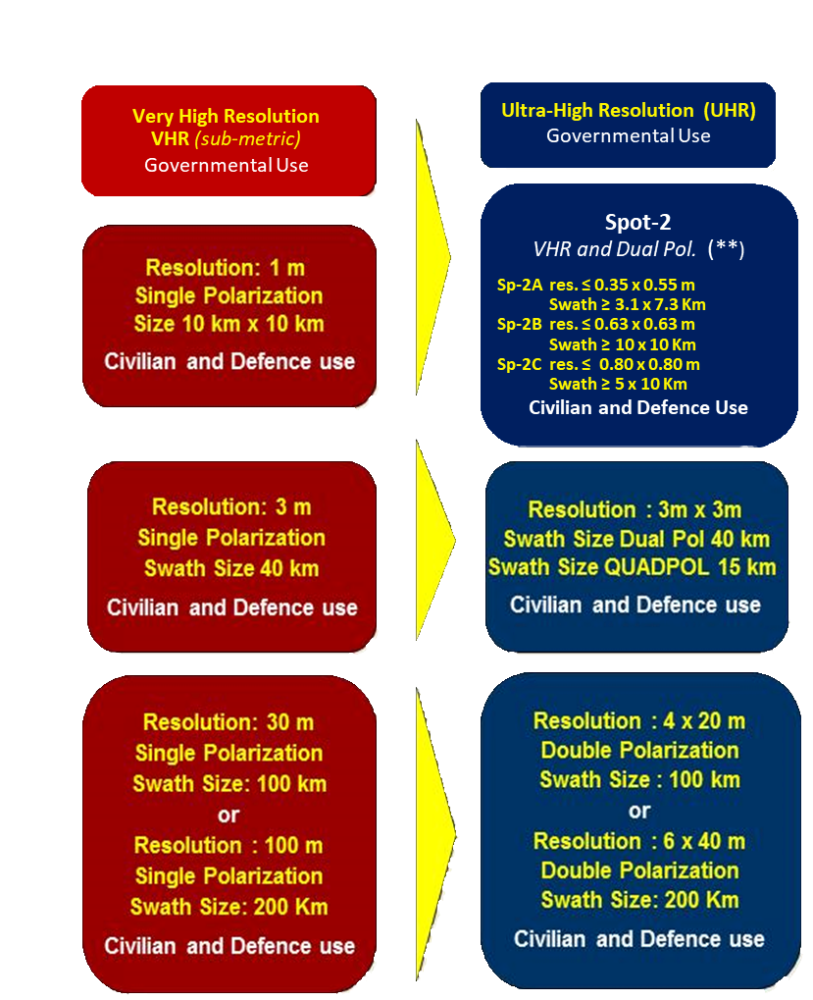 Very High Resolution
VHR (sub-metric)
Governmental Use
Resolution: 1 m
Single Polarization
Size 10 km x 10 km
Civilian and Defence use
Resolution: 3 m
Single Polarization
Swath Size 40 km
Civilian and Defence use
Resolution: 30 m
Single Polarization
Swath Size: 100 km
or
Resolution : 100 m
Single Polarization
Swath Size: 200 Km
Civilian and Defence use
Ultra-High Resolution (UHR)
Governmental Use
Spot-2
VHR and Dual Pol. (**)
Sp-2A res. ≤ 0.35 x 0.55 m
Swath ≥ 3.1 x 7.3 Km
Sp-2B res. ≤ 0.63 x 0.63 m
Swath ≥ 10 x 10 Km
Sp-2C res. ≤ 0.80 x 0.80 m
Swath ≥ 5 x 10 Km
Civilian and Defence Use
Resolution : 3m x 3m
Swath Size Dual Pol 40 km
Swath Size QUADPOL 15 km
Civilian and Defence use
Resolution : 4 x 20 m
Double Polarization
Swath Size : 100 km
or
Resolution : 6 x 40 m
Double Polarization
Swath Size: 200 Km
Civilian and Defence use